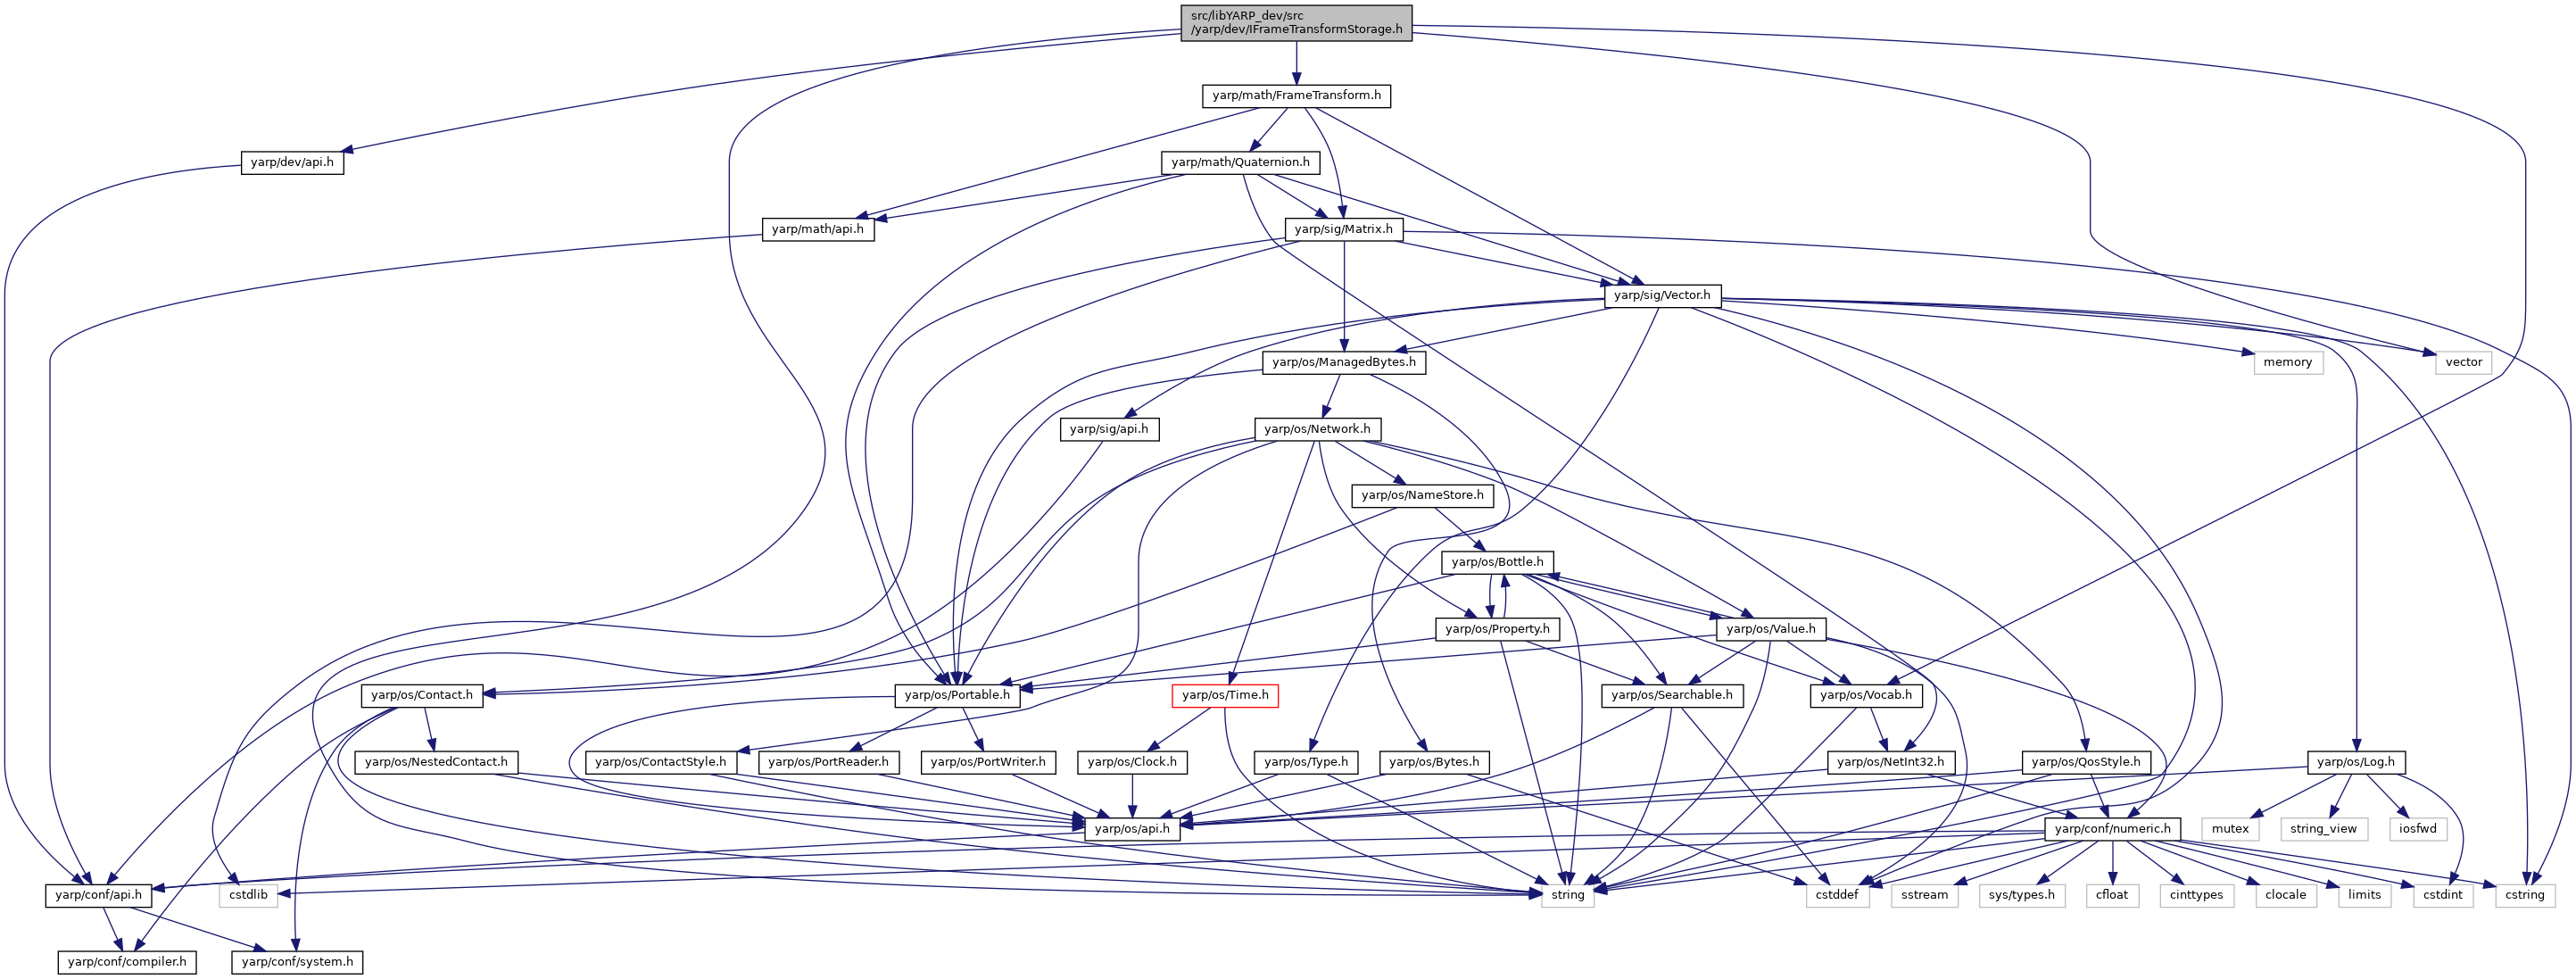 src/libYARP_dev/src
/yarp/dev/IFrameTransformStorage.h
yarp/math/FrameTransform.h
yarp/dev/api.h
yarp/math/Quaternion.h
yarp/math/api.h
yarp/sig/Matrix.h
yarp/sig/Vector.h
yarp/os/ManagedBytes.h
memory
vector
yarp/sig/api.h
yarp/os/Network.h
yarp/os/NameStore.h
yarp/os/Bottle.h
yarp/os/Property.h
yarp/os/Value.h
yarp/os/Contact.h
yarp/os/Portable.h
yarp/os/Time.h
yarp/os/Searchable.h
yarp/os/Vocab.h
yarp/os/NestedContact.h
yarp/os/ContactStyle.h
yarp/os/PortReader.h
yarp/os/PortWriter.h
yarp/os/Clock.h
yarp/os/Type.h
yarp/os/Bytes.h
yarp/os/NetInt32.h
yarp/os/QosStyle.h
yarp/os/Log.h
yarp/os/api.h
yarp/conf/numeric.h
mutex
string_view
iosfwd
yarp/conf/api.h
cstdlib
string
cstddef
sstream
sys/types.h
cfloat
cinttypes
clocale
limits
cstdint
cstring
yarp/conf/compiler.h
yarp/conf/system.h